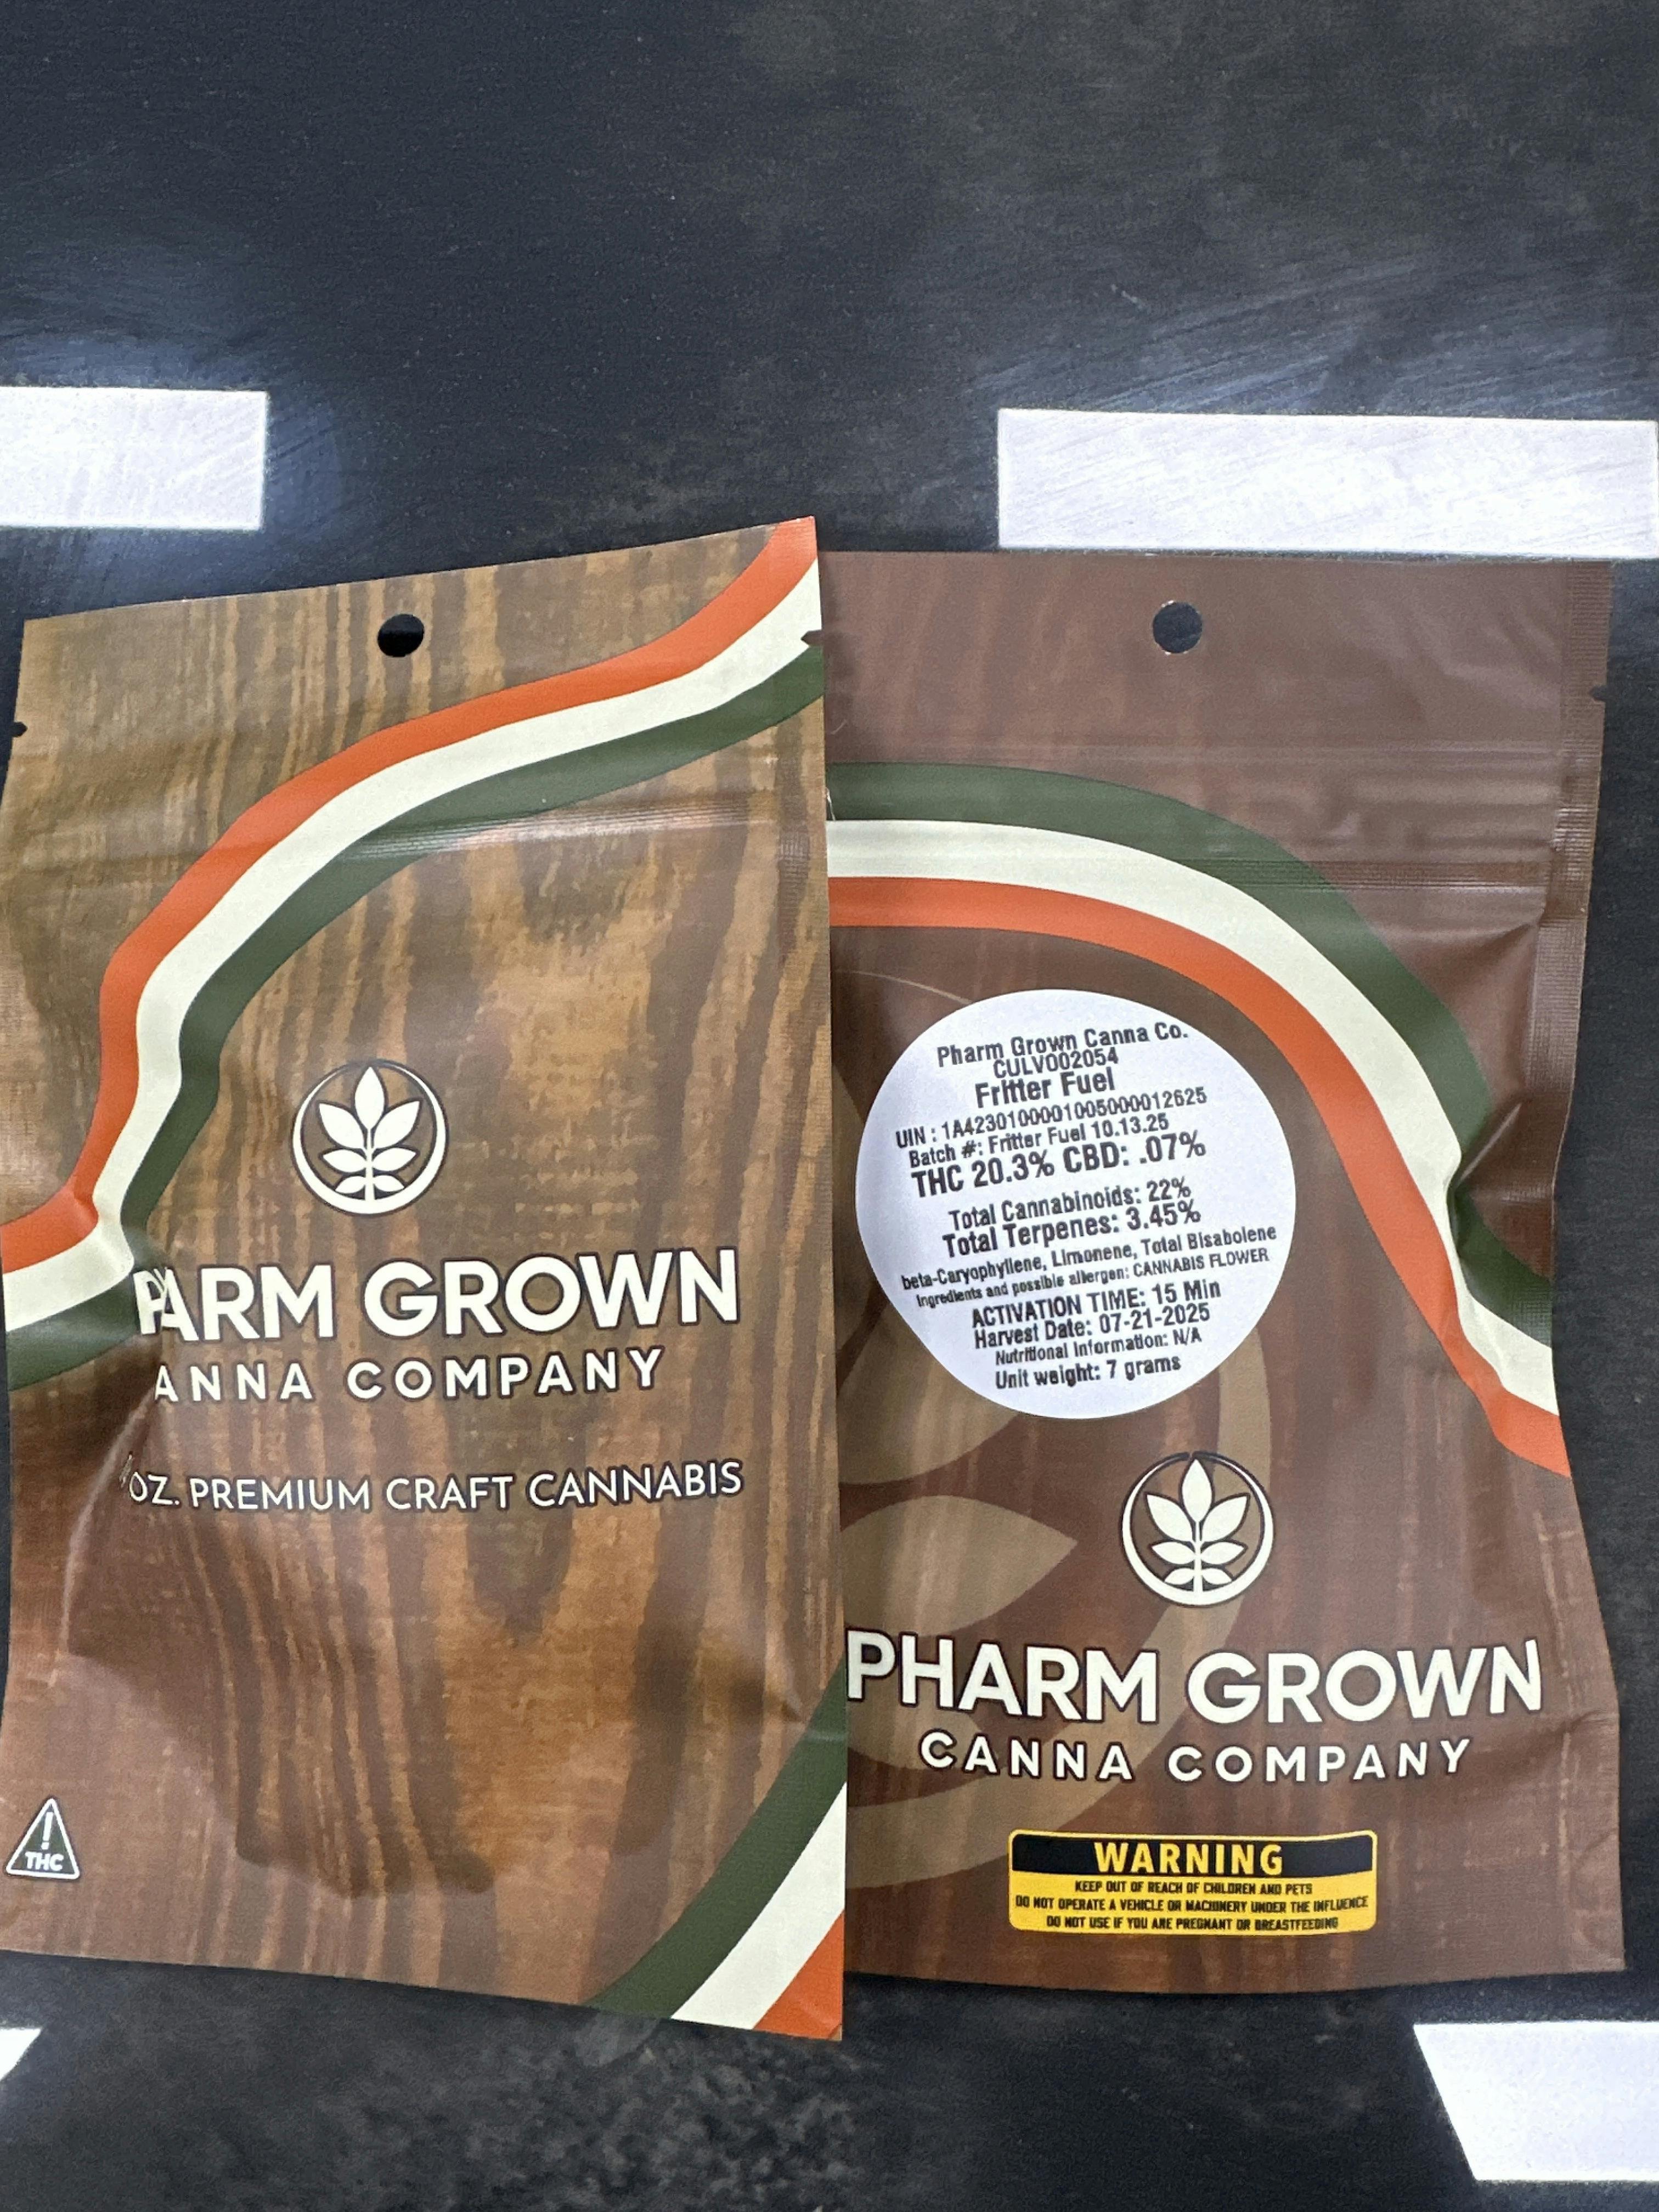 ARM GROWN
ANNA COMPANY
OZ. PREMIUM CRAFT CANNABIS
!
THC
Pharm Grown Canna Co.
CULV002054
Fritter Fuel
UIN : 1A4230100001005000012625
Batch #: Fritter Fuel 10.13.25
THC 20.3% CBD: .07%
Total Cannabinoids: 22%
Total Terpenes: 3.45%
beta-Caryophyllene, Limonene, Total Bisabolene
Ingredients and possible allergen: CANNABIS FLOWER
ACTIVATION TIME: 15 Min
Harvest Date: 07-21-2025
Nutritional Information: N/A
Unit weight: 7 grams
PHARM GROWN
CANNA COMPANY
WARNING
KEEP OUT OF REACH OF CHILDREN AND PETS
DO NOT OPERATE A VEHICLE OR MACHINERY UNDER THE INFLUENCE
DO NOT USE IF YOU ARE PREGNANT OR BREASTFEEDING